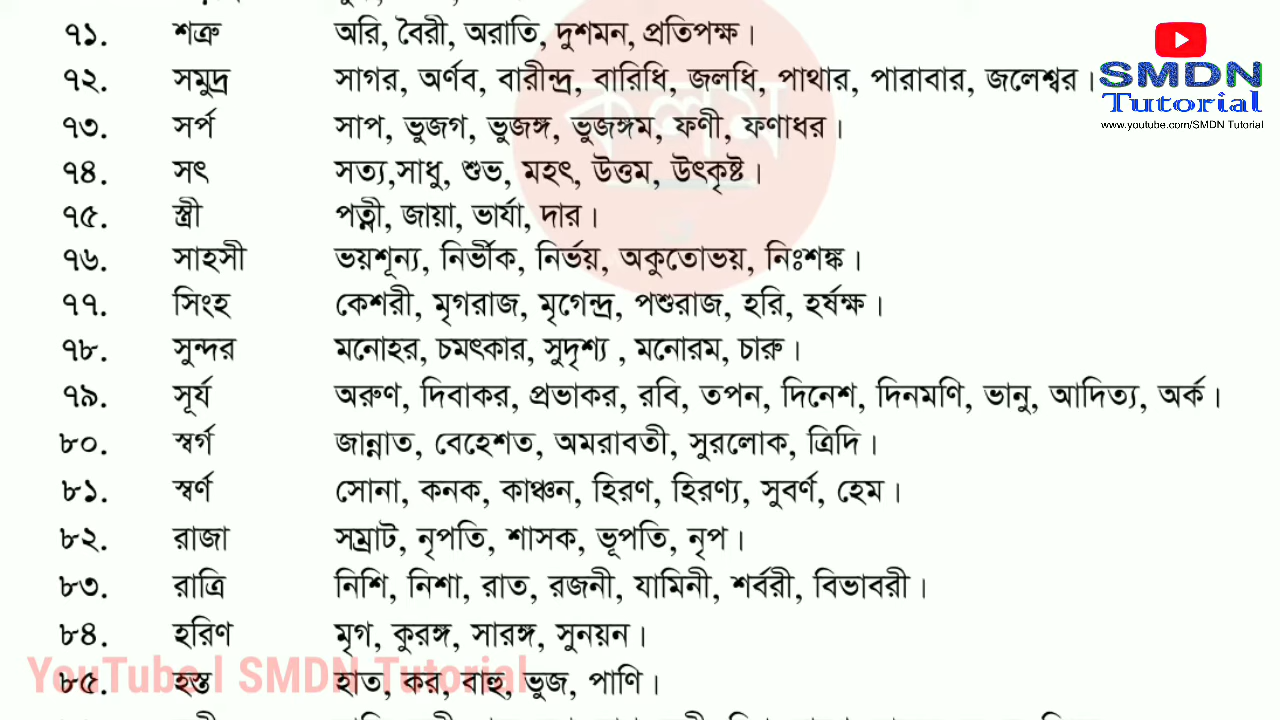 ৭১. শত্রু অরি, বৈরী, অরাতি, দুশমন, প্রতিপক্ষ।
৭২. সমুদ্র সাগর, অর্ণব, বারীন্দ্র, বারিধি, জলধি, পাথার, পারাবার, জলেশ্বর।
SMDN
Tutorial
www.youtube.com/SMDN Tutorial
কলম
৭৩. সর্প সাপ, ভুজগ, ভুজঙ্গ, ভুজঙ্গম, ফণী, ফণাধর।
৭৪. সৎ সত্য,সাধু, শুভ, মহৎ, উত্তম, উৎকৃষ্ট।
৭৫. স্ত্রী পত্নী, জায়া, ভার্যা, দার।
৭৬. সাহসী ভয়শূন্য, নির্ভীক, নির্ভয়, অকুতোভয়, নিঃশঙ্ক।
৭৭. সিংহ কেশরী, মৃগরাজ, মৃগেন্দ্র, পশুরাজ, হরি, হর্ষক্ষ।
৭৮. সুন্দর মনোহর, চমৎকার, সুদৃশ্য , মনোরম, চারু।
৭৯. সূর্য অরুণ, দিবাকর, প্রভাকর, রবি, তপন, দিনেশ, দিনমণি, ভানু, আদিত্য, অর্ক।
৮০. স্বর্গ জান্নাত, বেহেশত, অমরাবতী, সুরলোক, ত্রিদি।
৮১. স্বর্ণ সোনা, কনক, কাঞ্চন, হিরণ, হিরণ্য, সুবর্ণ, হেম।
৮২. রাজা সম্রাট, নৃপতি, শাসক, ভূপতি, নৃপ।
৮৩. রাত্রি নিশি, নিশা, রাত, রজনী, যামিনী, শর্বরী, বিভাবরী।
৮৪. হরিণ মৃগ, কুরঙ্গ, সারঙ্গ, সুনয়ন।
YouTube | SMDN Tutorial
৮৫. হস্ত হাত, কর, বাহু, ভুজ, পাণি।